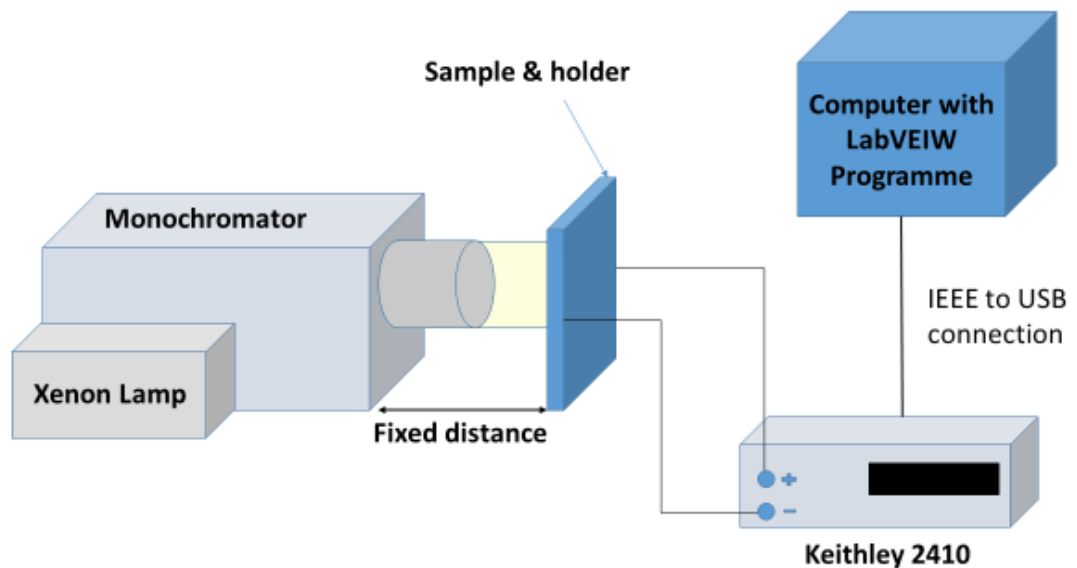 Sample & holder
Computer with
LabVEIW
Programme
Monochromator
IEEE to USB
connection
Xenon Lamp
Fixed distance
+
-
Keithley 2410